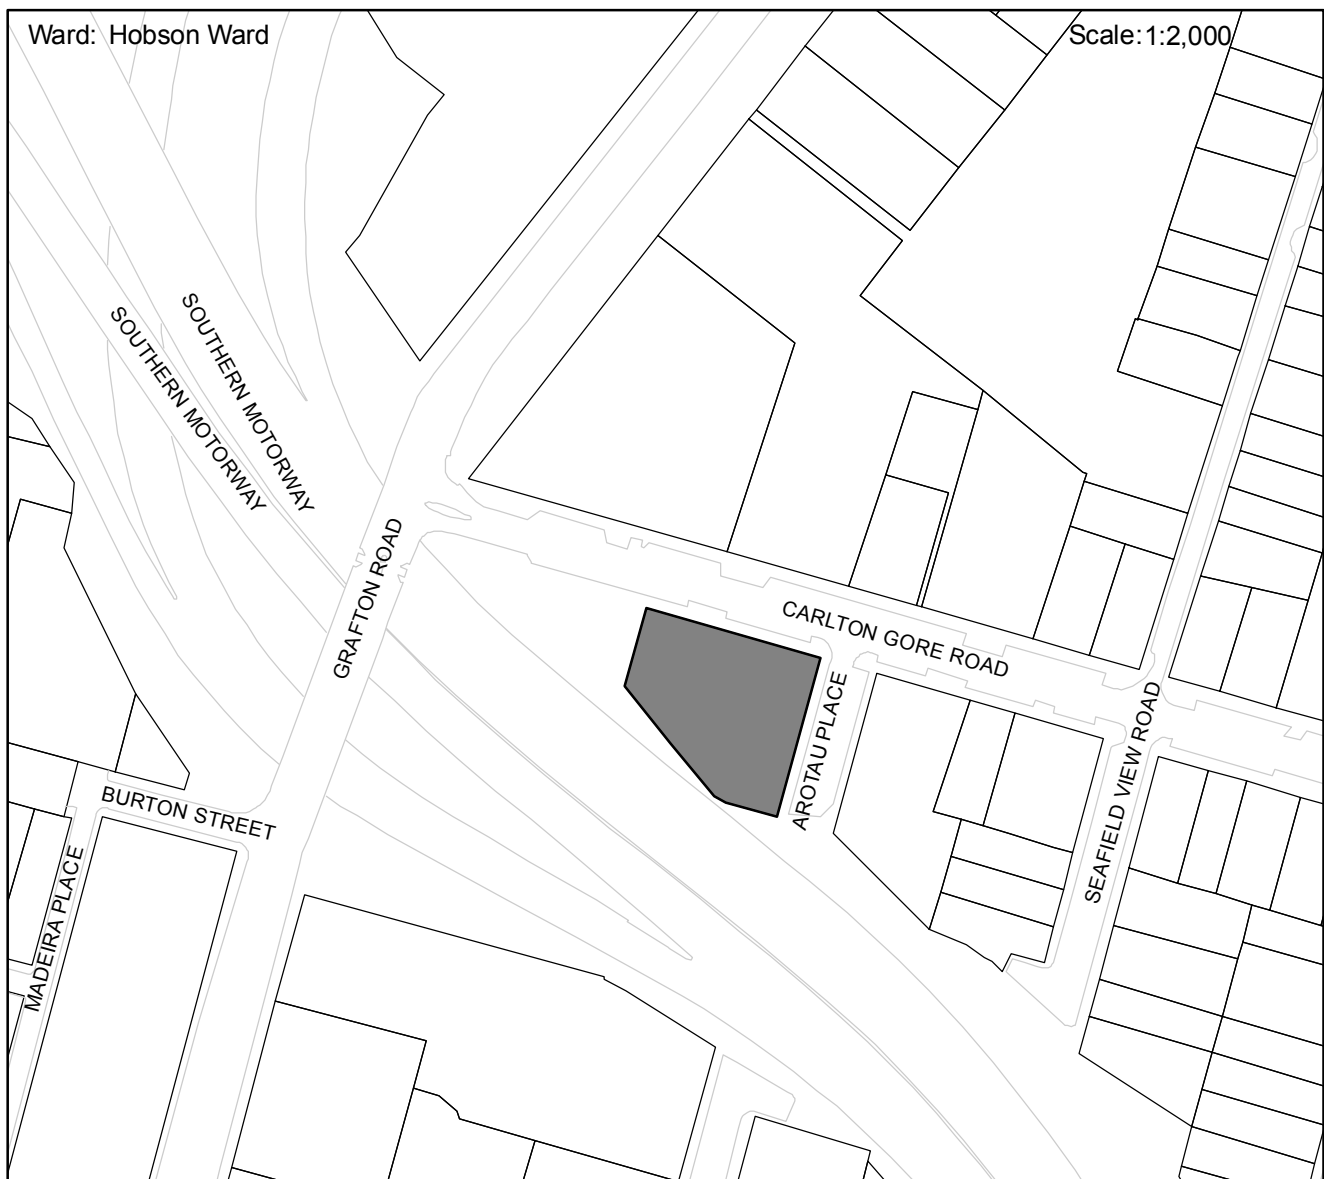 Ward: Hobson Ward
Scale: 1:2,000
SOUTHERN MOTORWAY
SOUTHERN MOTORWAY
GRAFTON ROAD
CARLTON GORE ROAD
AROTAU PLACE
SEAFIELD VIEW ROAD
BURTON STREET
MADEIRA PLACE